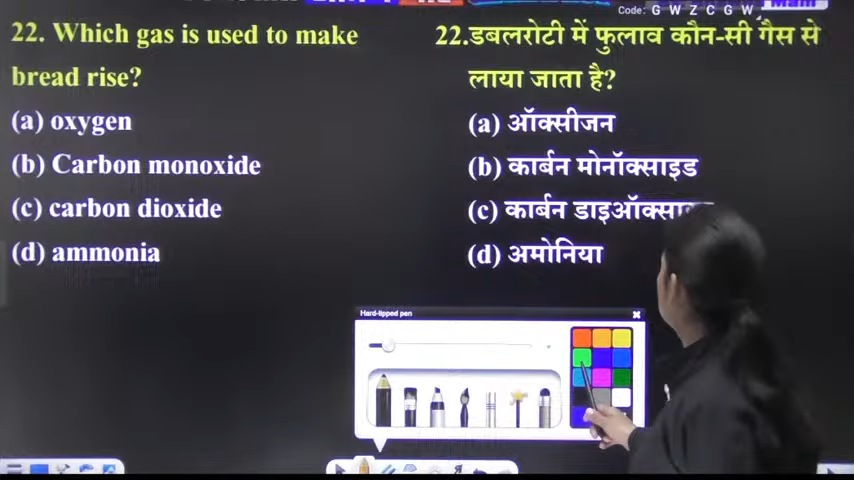 Code: G W Z C G W
22. Which gas is used to make
bread rise?
(a) oxygen
(b) Carbon monoxide
(c) carbon dioxide
(d) ammonia
22.डबलरोटी में फुलाव कौन-सी गैस से
लाया जाता है?
(a) ऑक्सीजन
(b) कार्बन मोनॉक्साइड
(c) कार्बन
(d) अमोनिया
Hard-tipped pen